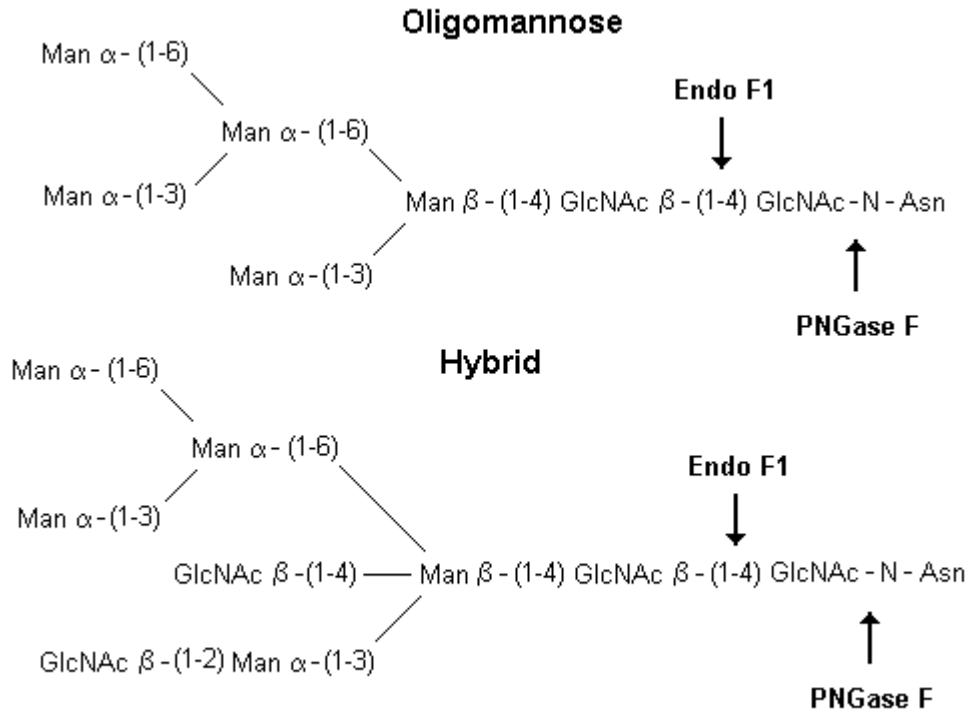 Oligomannose
Man α-(1-6)
Endo F1
Man α-(1-6)
Man α-(1-3)
Man β-(1-4) GlcNAc β-(1-4) GlcNAc-N-Asn
Man α-(1-3)
PNGase F
Hybrid
Man α-(1-6)
Man α-(1-6)
Endo F1
Man α-(1-3)
GlcNAc β-(1-4) Man β-(1-4) GlcNAc β-(1-4) GlcNAc-N-Asn
GlcNAc β-(1-2) Man α-(1-3)
PNGase F